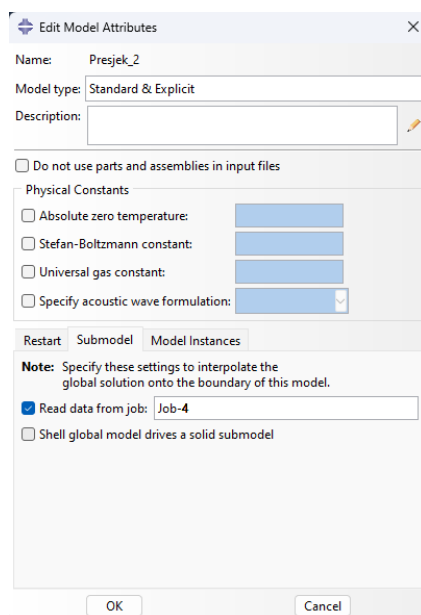 Edit Model Attributes
Name: Presjek_2
Model type: Standard & Explicit
Description:
Do not use parts and assemblies in input files
Physical Constants
Absolute zero temperature:
Stefan-Boltzmann constant:
Universal gas constant:
Specify acoustic wave formulation:
Restart Submodel Model Instances
Note: Specify these settings to interpolate the
global solution onto the boundary of this model.
Read data from job: Job-4
Shell global model drives a solid submodel
OK Cancel